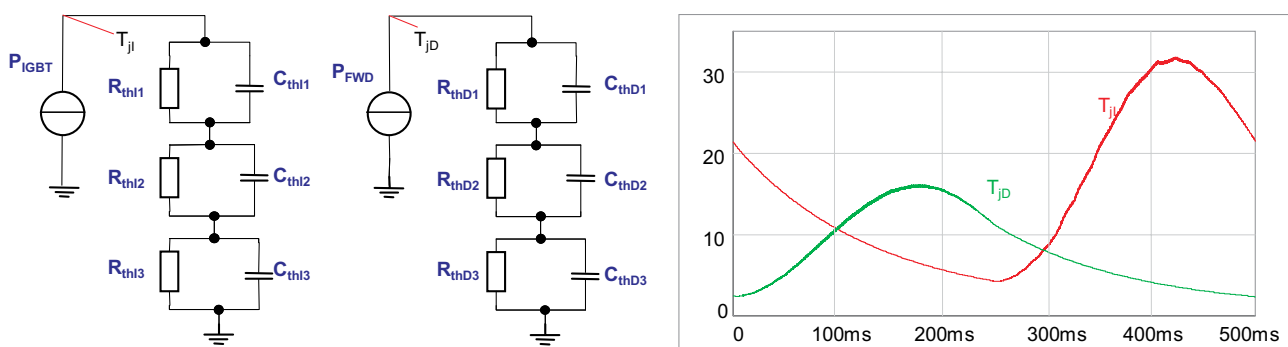 T_jI
P_IGBT
R_thI1
C_thI1
R_thI2
C_thI2
R_thI3
C_thI3
T_jD
P_FWD
R_thD1
C_thD1
R_thD2
C_thD2
R_thD3
C_thD3
30
20
10
0
T_jI
T_jD
0 100ms 200ms 300ms 400ms 500ms